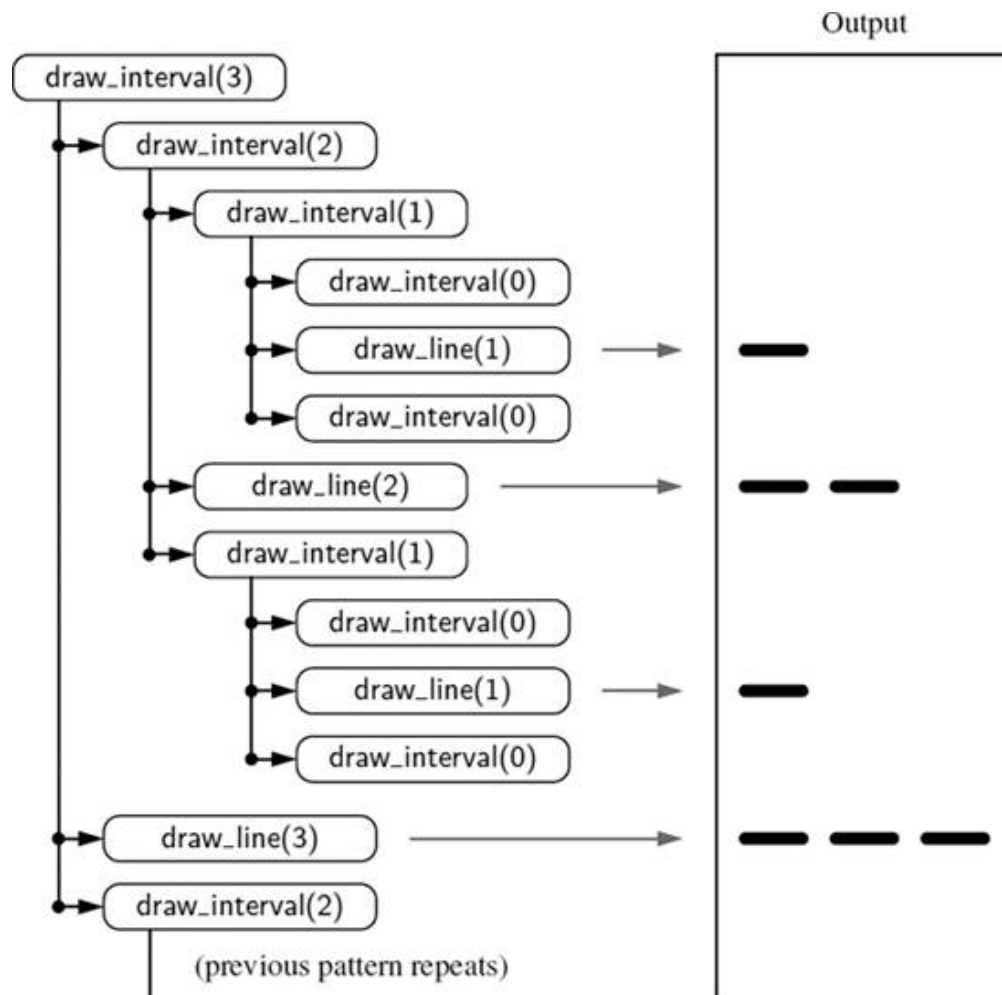 Output
draw_interval(3)
draw_interval(2)
draw_interval(1)
draw_interval(0)
draw_line(1)
draw_interval(0)
draw_line(2)
draw_interval(1)
draw_interval(0)
draw_line(1)
draw_interval(0)
draw_line(3)
draw_interval(2)
(previous pattern repeats)